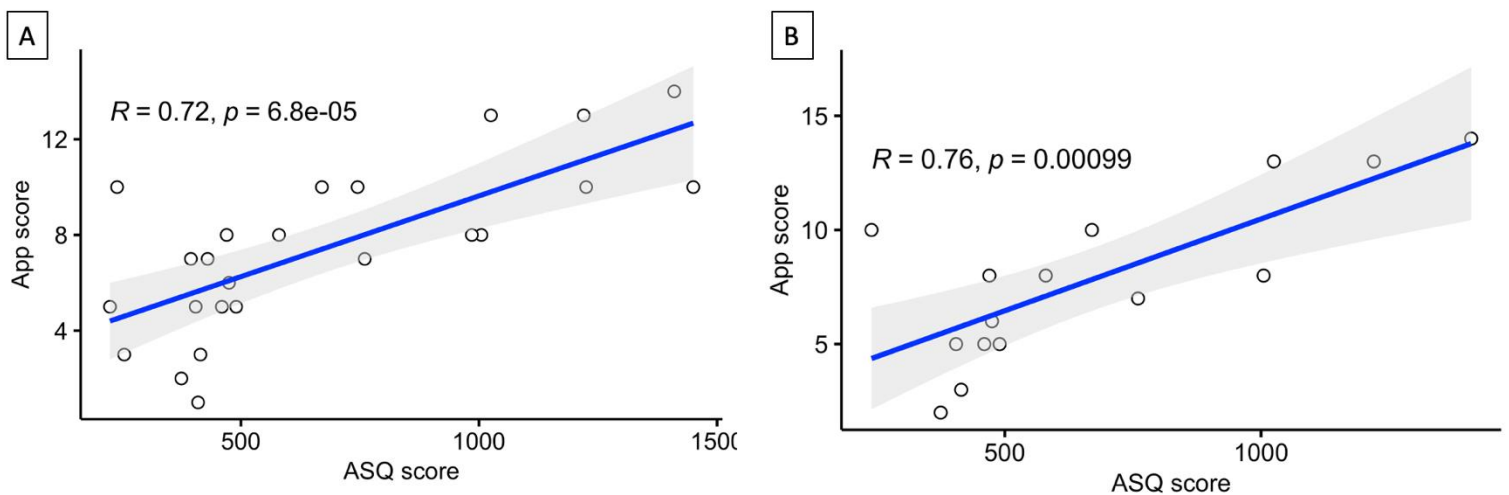 A
R = 0.72, p = 6.8e-05
12
8
4
App score
500
1000
1500
ASQ score
B
R = 0.76, p = 0.00099
15
10
5
App score
500
1000
ASQ score